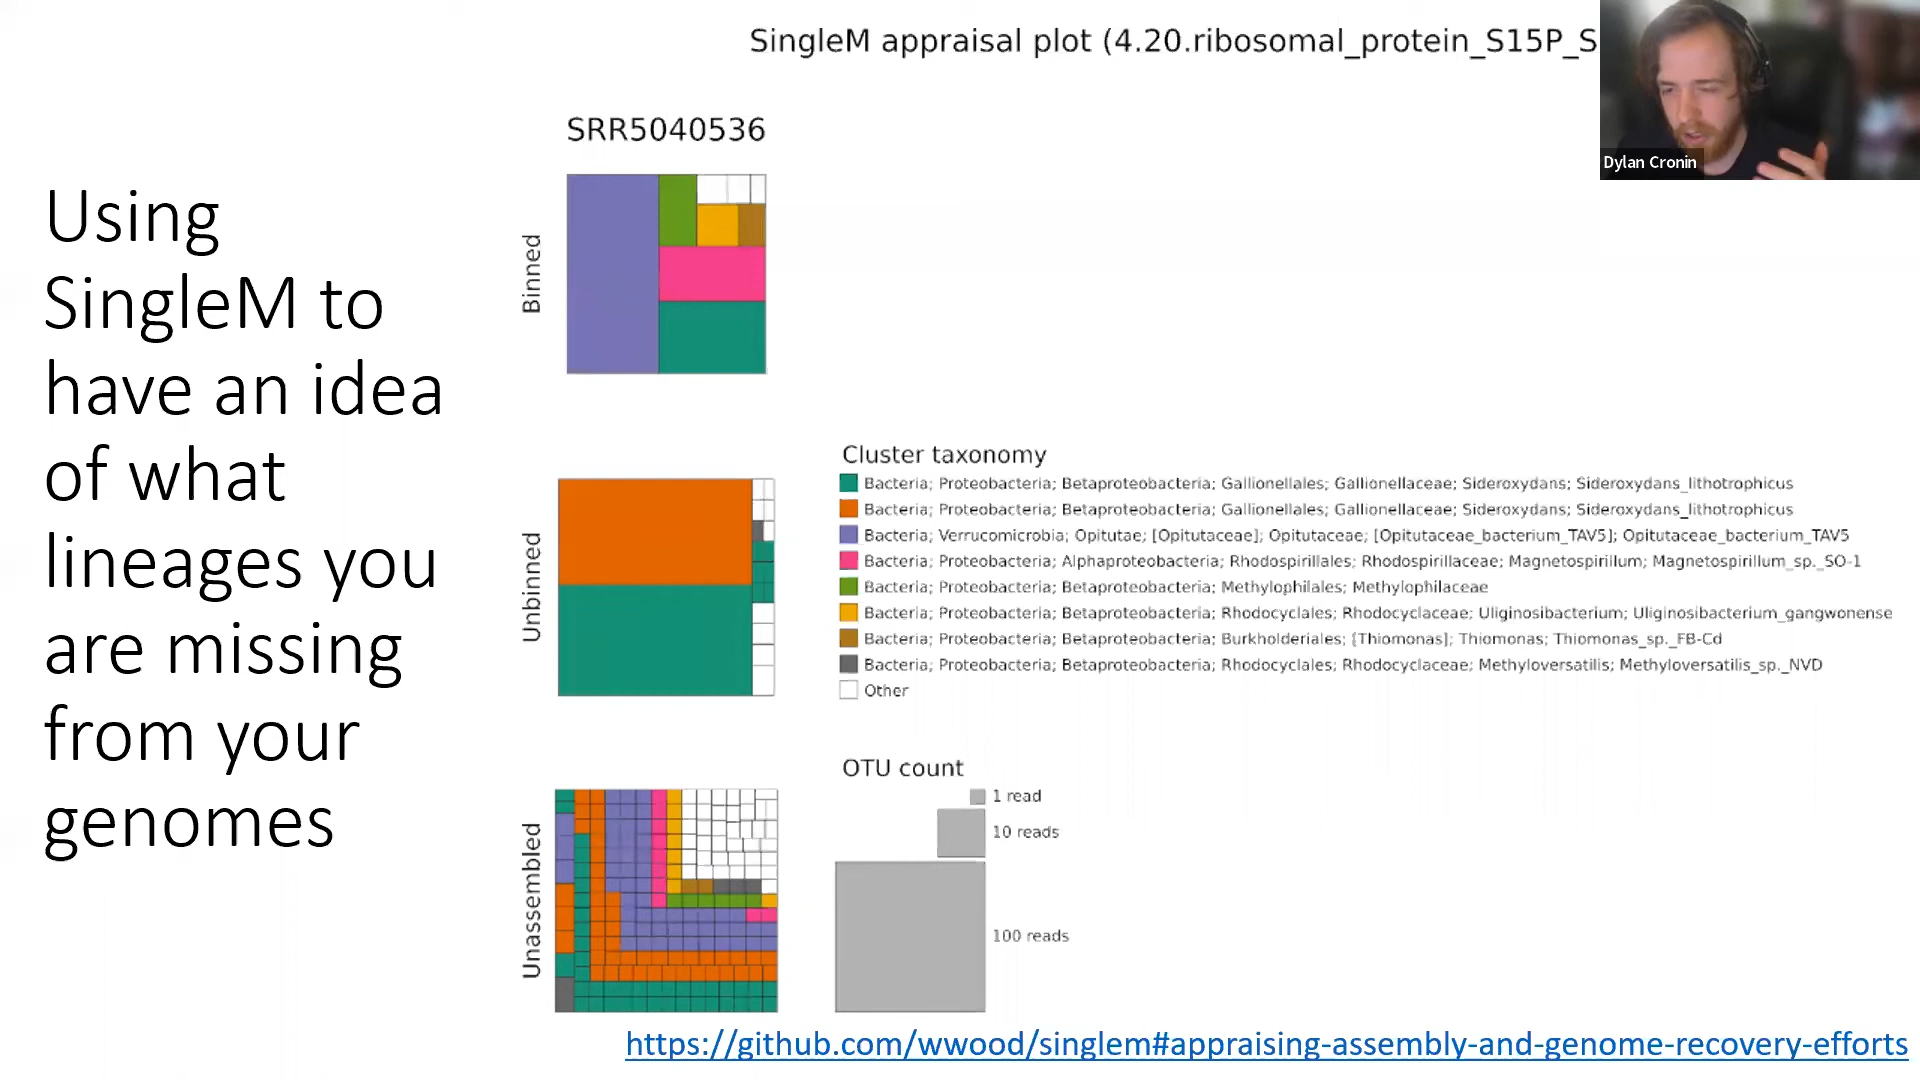 SingleM appraisal plot (4.20.ribosomal_protein_S15P_S
Dylan Cronin
SRR5040536
Using
SingleM to
have an idea
of what
lineages you
are missing
from your
genomes
Binned
Unbinned
Unassembled
Cluster taxonomy
Bacteria; Proteobacteria; Betaproteobacteria; Gallionellales; Gallionellaceae; Sideroxydans; Sideroxydans_lithotrophicus
Bacteria; Proteobacteria; Betaproteobacteria; Gallionellales; Gallionellaceae; Sideroxydans; Sideroxydans_lithotrophicus
Bacteria; Verrucomicrobia; Opitutae; [Opitutaceae]; Opitutaceae; [Opitutaceae_bacterium_TAV5]; Opitutaceae_bacterium_TAV5
Bacteria; Proteobacteria; Alphaproteobacteria; Rhodospirillales; Rhodospirillaceae; Magnetospirillum; Magnetospirillum_sp._SO-1
Bacteria; Proteobacteria; Betaproteobacteria; Methylophilales; Methylophilaceae
Bacteria; Proteobacteria; Betaproteobacteria; Rhodocyclales; Rhodocyclaceae; Uliginosibacterium; Uliginosibacterium_gangwonense
Bacteria; Proteobacteria; Betaproteobacteria; Burkholderiales; [Thiomonas]; Thiomonas; Thiomonas_sp._FB-Cd
Bacteria; Proteobacteria; Betaproteobacteria; Rhodocyclales; Rhodocyclaceae; Methyloversatilis; Methyloversatilis_sp._NVD
Other
OTU count
1 read
10 reads
100 reads
https://github.com/wwood/singlem#appraising-assembly-and-genome-recovery-efforts